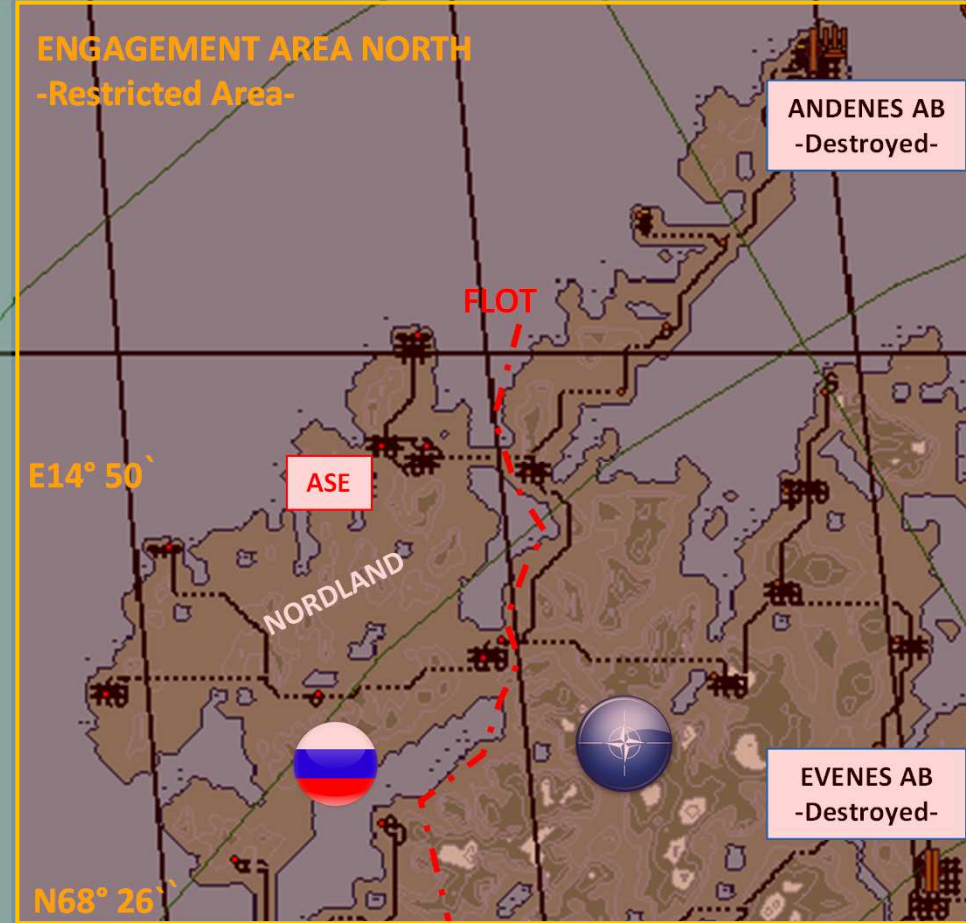 ENGAGEMENT AREA NORTH
-Restricted Area-
ANDENES AB
-Destroyed-
FLOT
E14° 50`
ASE
NORDLAND
EVENES AB
-Destroyed-
N68° 26``